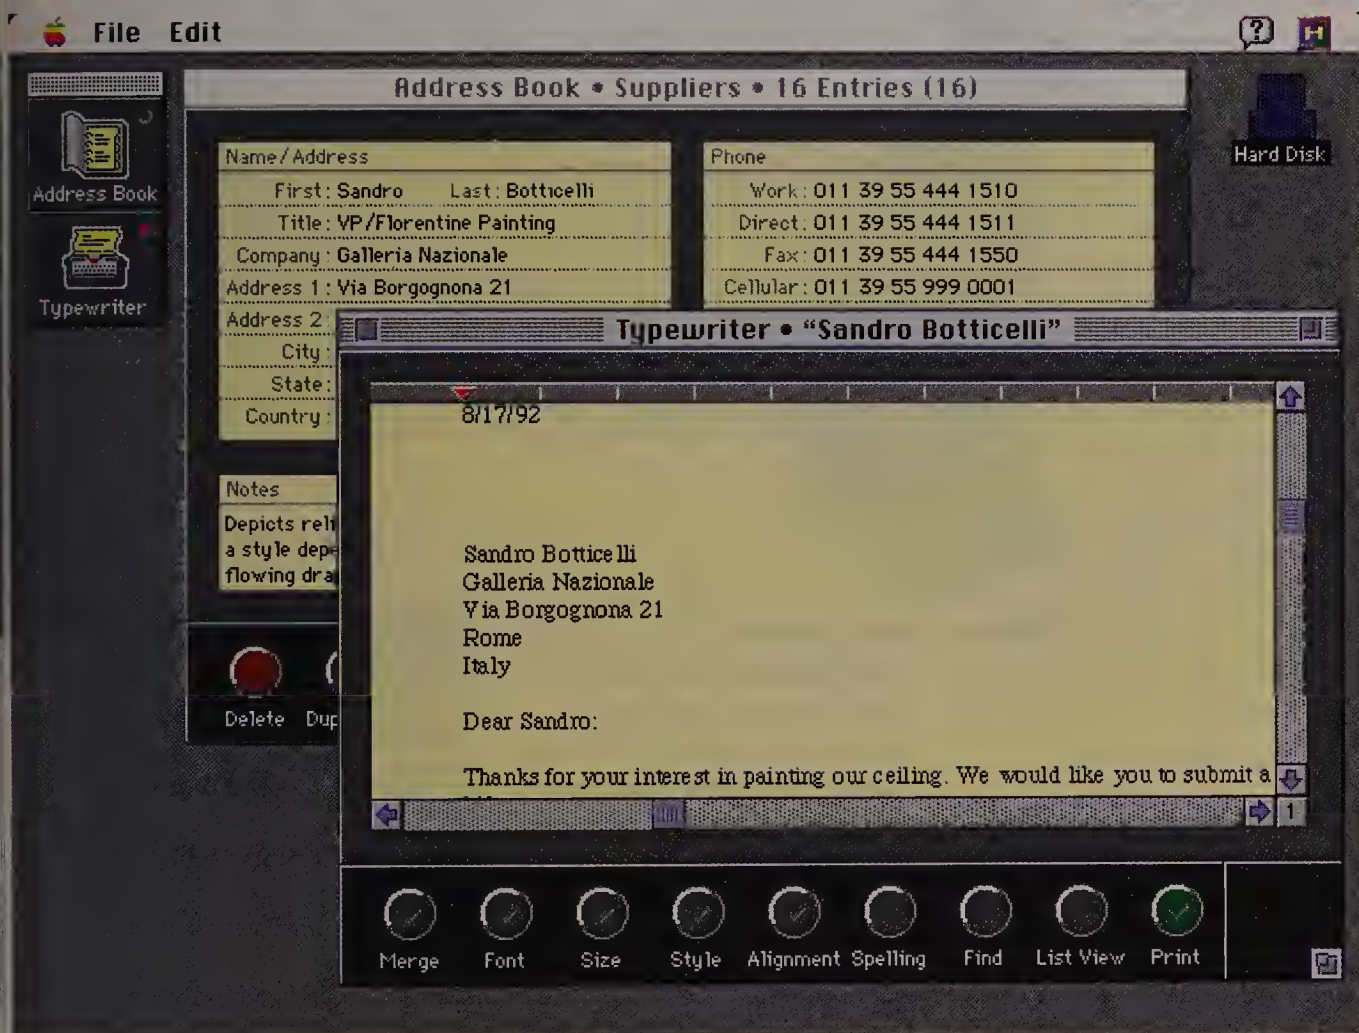 File Edit
Address Book • Suppliers • 16 Entries (16)
Hard Disk
Address Book
Typewriter
Name/Address
First: Sandro Last: Botticelli
Title: VP/Florentine Painting
Company: Galleria Nazionale
Address 1: Via Borgognona 21
Address 2:
City:
State:
Country:
Phone
Work: 011 39 55 444 1510
Direct: 011 39 55 444 1511
Fax: 011 39 55 444 1550
Cellular: 011 39 55 999 0001
Notes
Depicts reli
a style depe
flowing dra
Delete Dup
Typewriter • “Sandro Botticelli”
8/17/92
Sandro Botticelli
Galleria Nazionale
Via Borgognona 21
Rome
Italy
Dear Sandro:
Thanks for your interest in painting our ceiling. We would like you to submit a
1
Merge Font Size Style Alignment Spelling Find List View Print